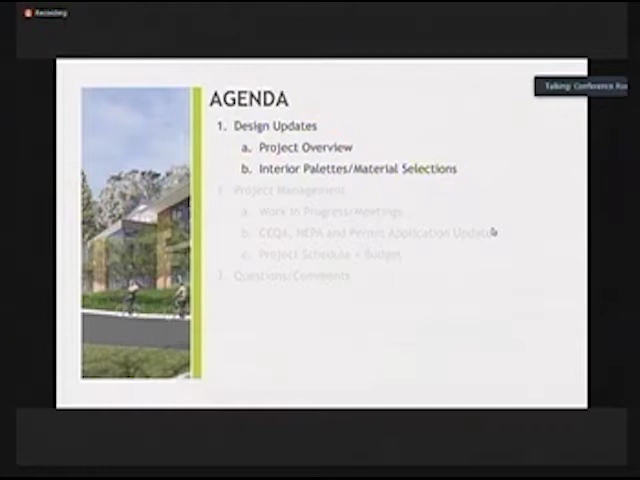 Recording
Talking: Conference Roo
AGENDA
1. Design Updates
a. Project Overview
b. Interior Palettes/Material Selections
2. Project Management
a. Work in Progress/Meetings
b. CEQA, NEPA and Permit Application Update
c. Project Schedule + Budget
3. Questions/Comments